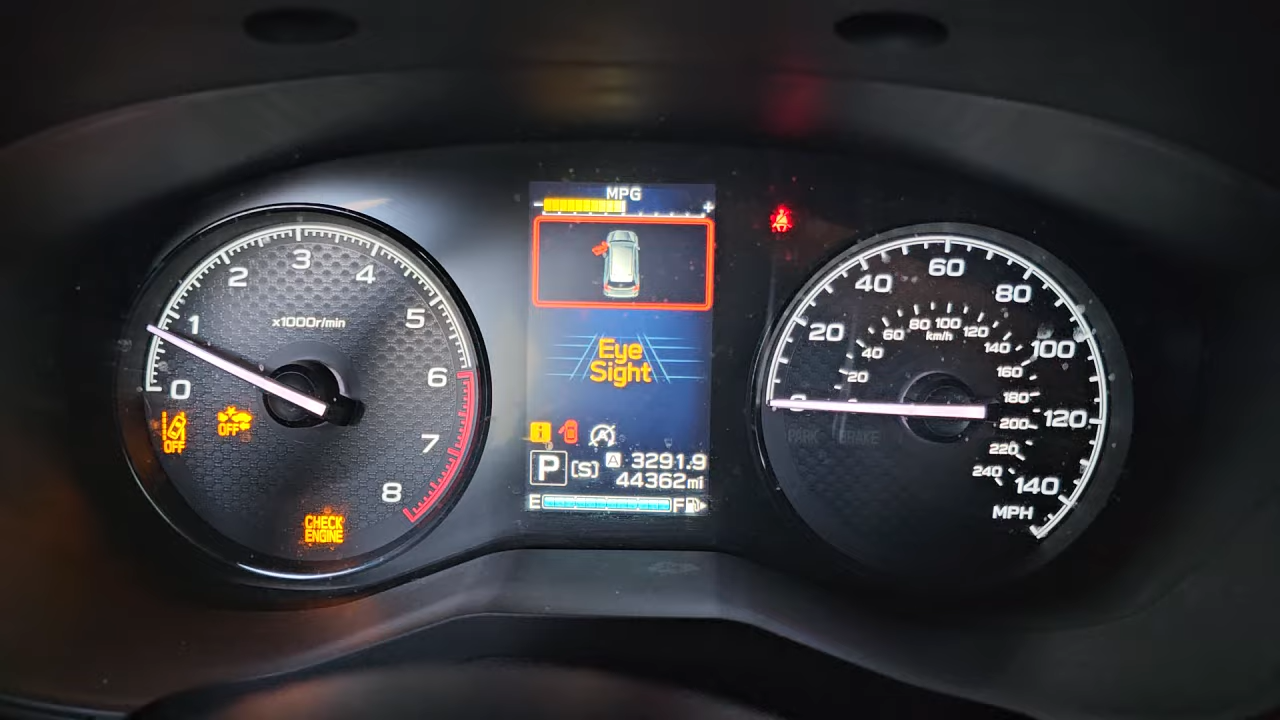 MPG
- +
Eye
Sight
i
P [S] A 3291.9
44362mi
E F
0
1
2
3
4
5
6
7
8
x1000r/min
OFF
OFF
CHECK
ENGINE
0
20
40
60
80
100
120
140
MPH
20
40
60
80
100
120
140
160
180
200
220
240
km/h
PARK BRAKE